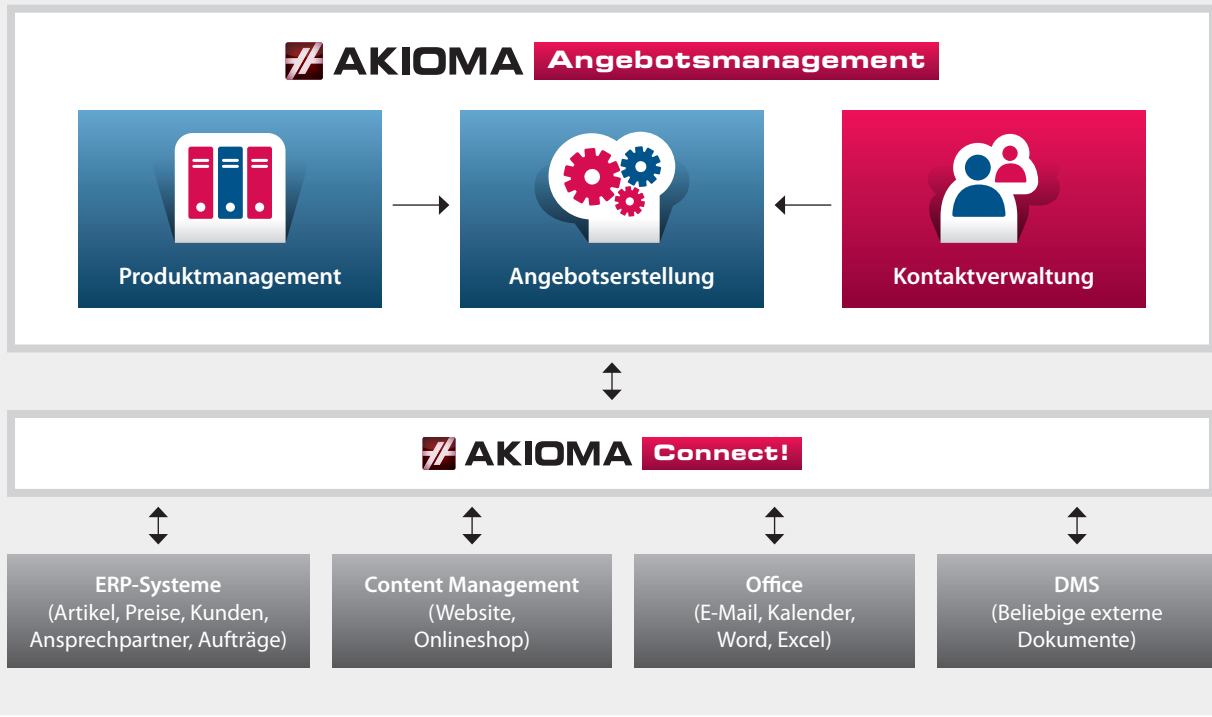 AKIOMA Angebotsmanagement
Produktmanagement
Angebotserstellung
Kontaktverwaltung
AKIOMA Connect!
ERP-Systeme
(Artikel, Preise, Kunden,
Ansprechpartner, Aufträge)
Content Management
(Website,
Onlineshop)
Office
(E-Mail, Kalender,
Word, Excel)
DMS
(Beliebige externe
Dokumente)